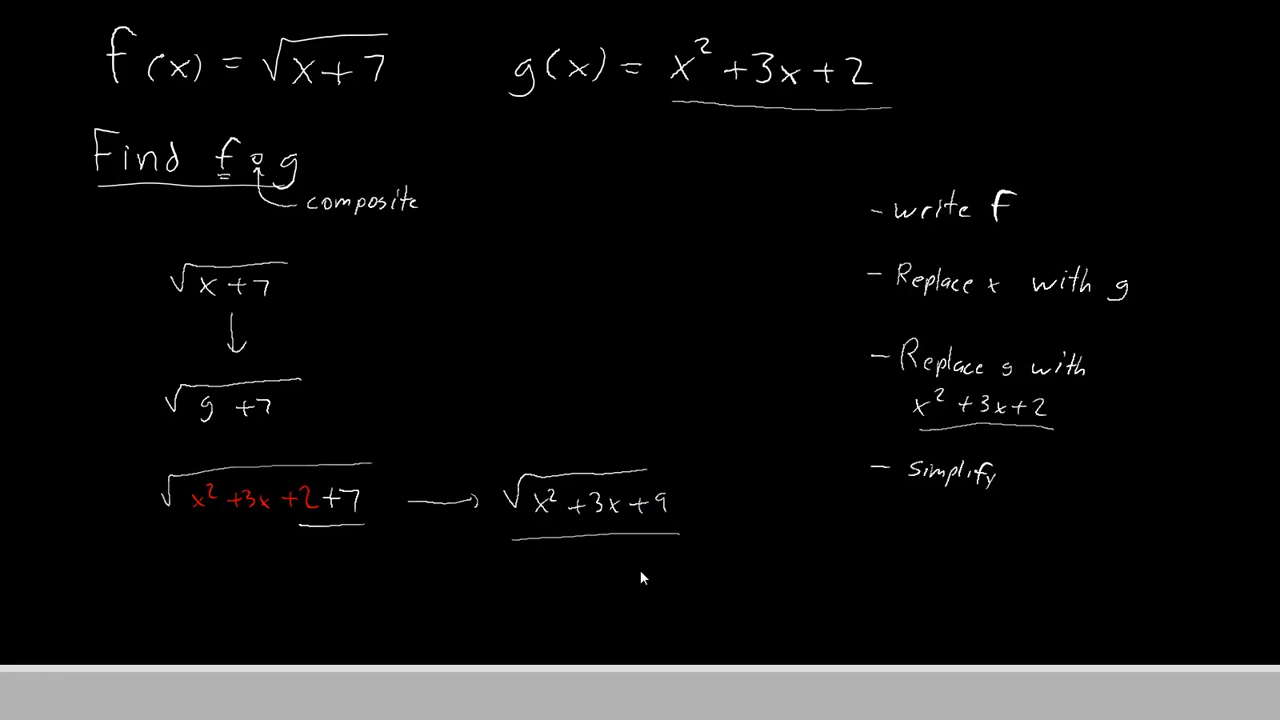 f(x) = √x+7
g(x) = x² +3x+2
Find f∘g
composite
√x+7
↓
√g +7
√x² +3x +2 +7 → √x² +3x +9
- write f
- Replace x with g
- Replace g with
x² +3x+2
- simplify